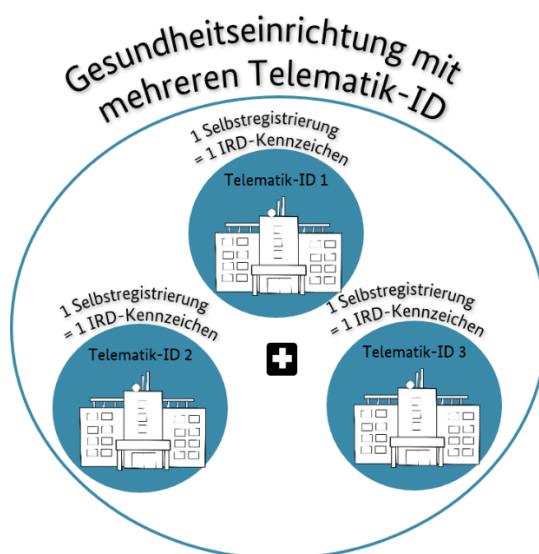 Gesundheitseinrichtung mit
mehreren Telematik-ID
1 Selbstregistrierung
= 1 IRD-Kennzeichen
Telematik-ID 1
1 Selbstregistrierung
= 1 IRD-Kennzeichen
Telematik-ID 2
1 Selbstregistrierung
= 1 IRD-Kennzeichen
Telematik-ID 3